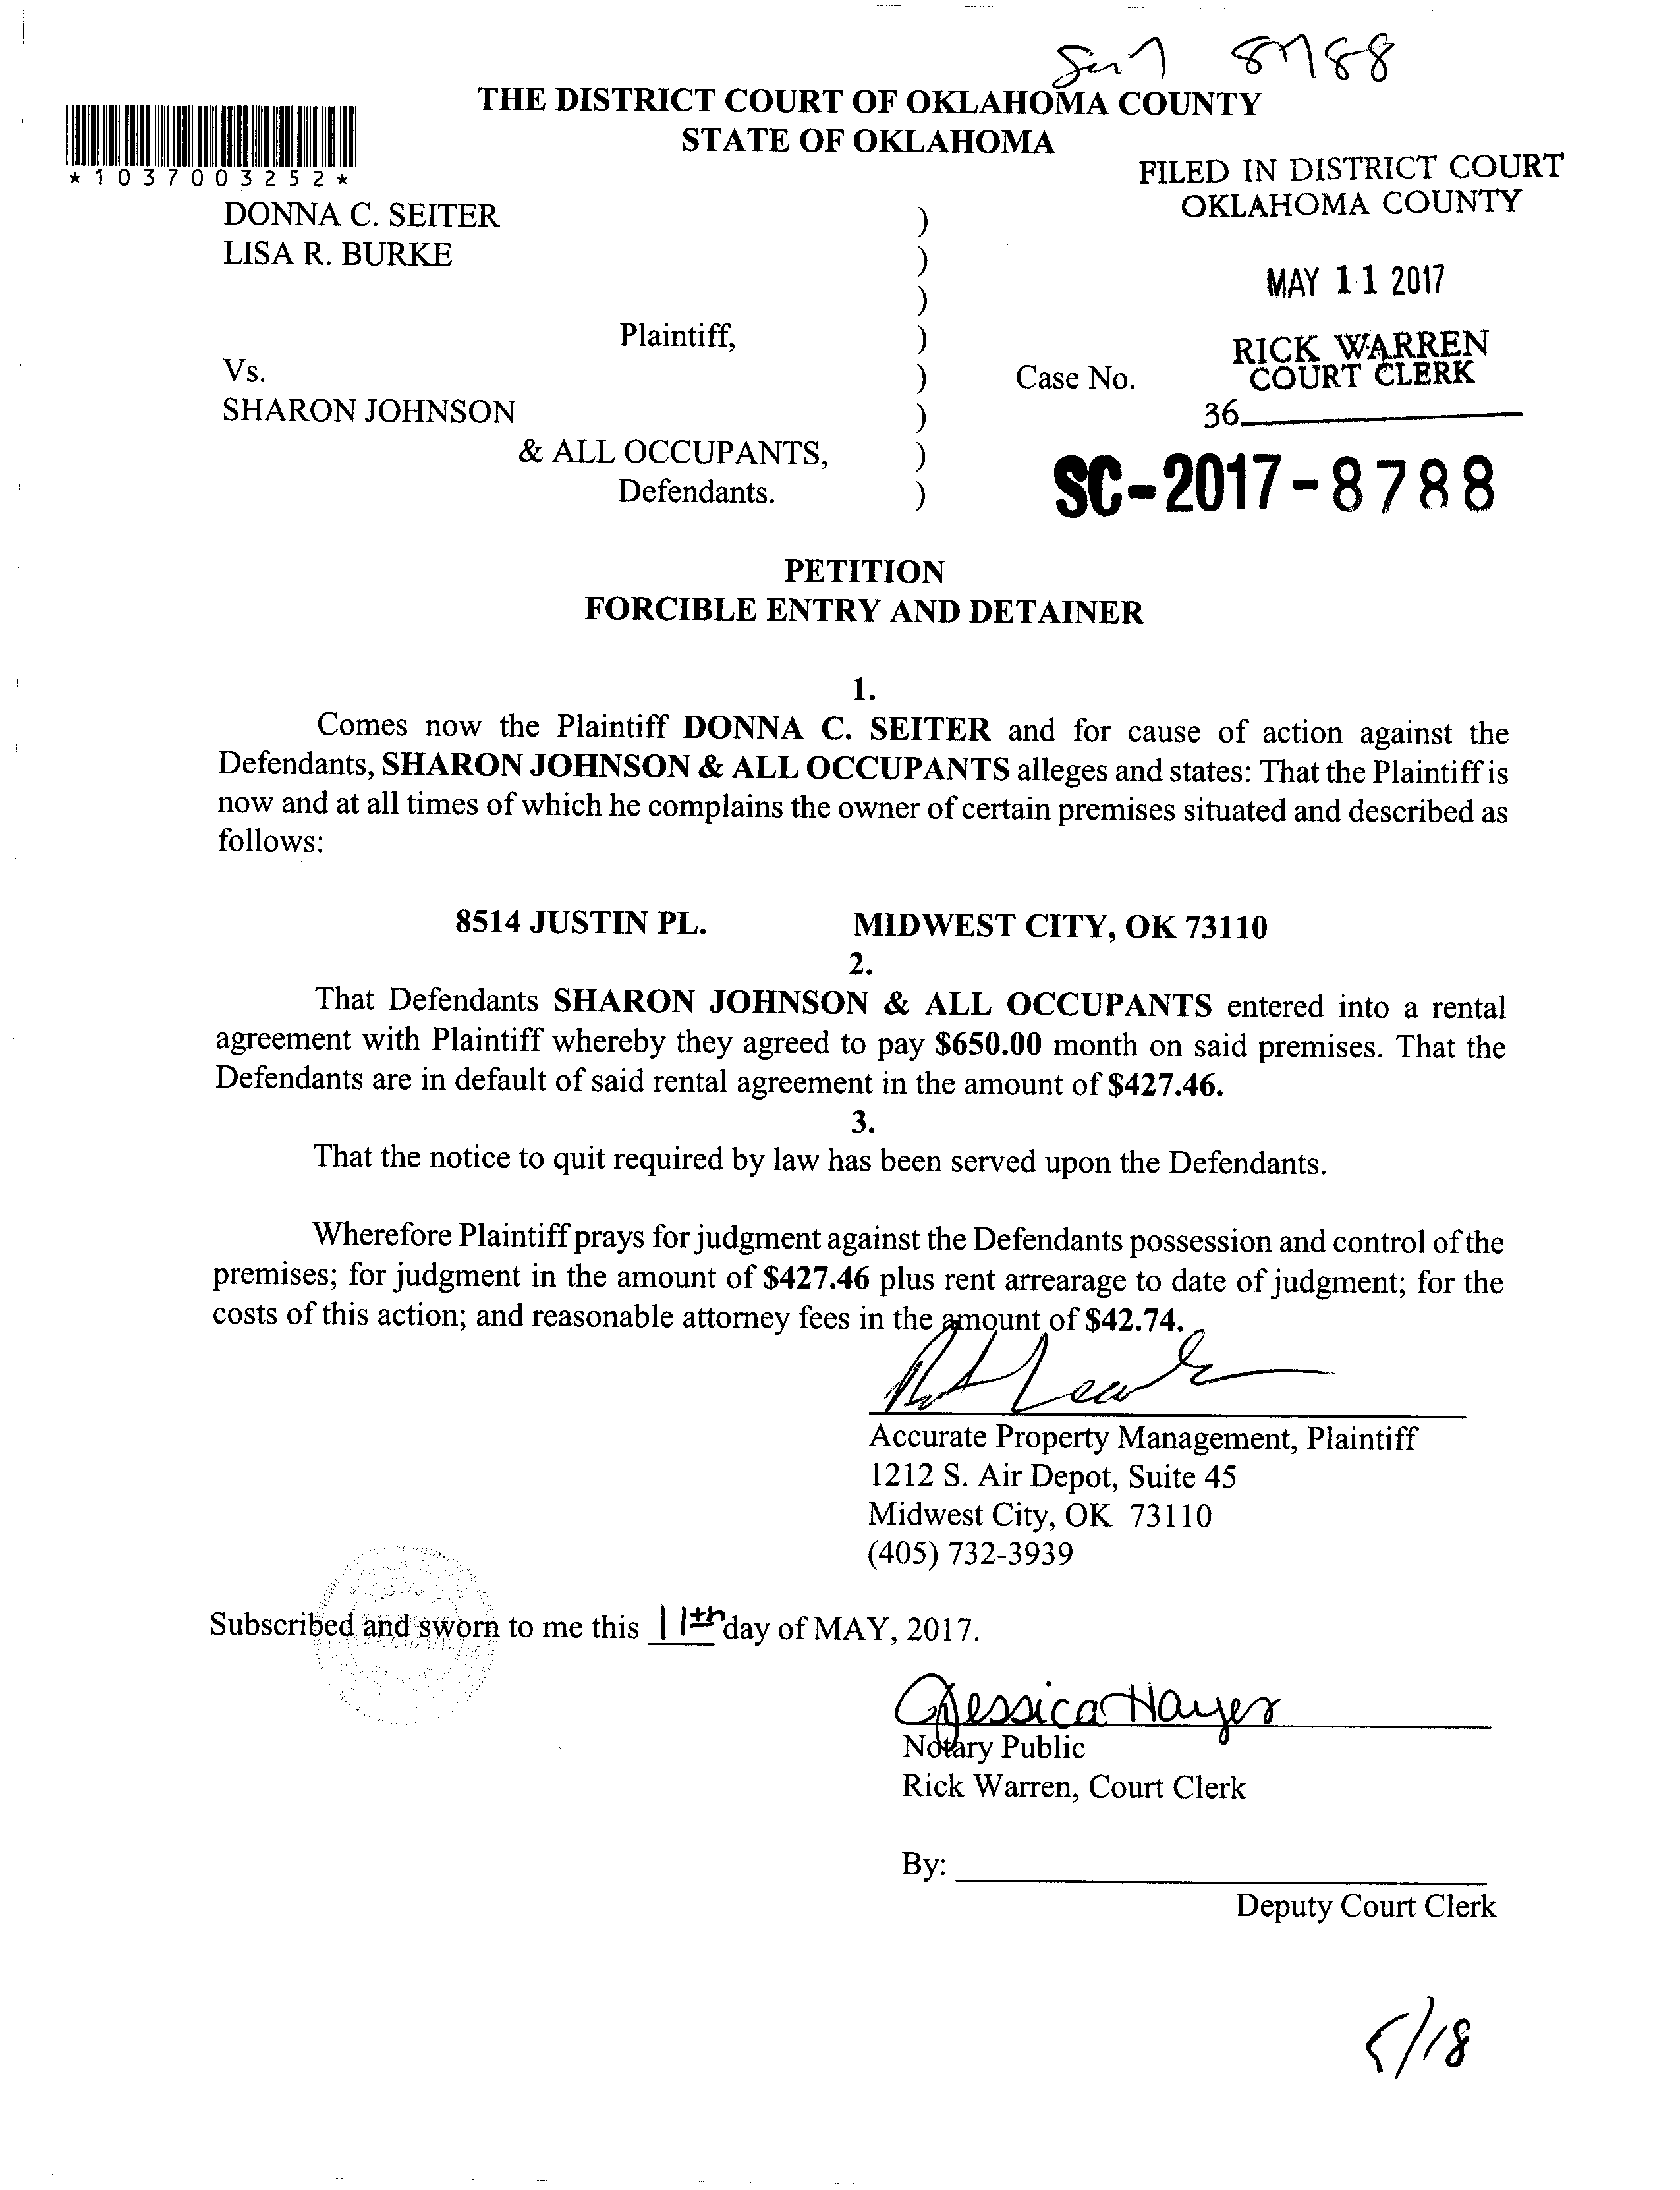 8788
THE DISTRICT COURT OF OKLAHOMA COUNTY
STATE OF OKLAHOMA
*1037003252*
FILED IN DISTRICT COURT
OKLAHOMA COUNTY
DONNA C. SEITER )
LISA R. BURKE )
)
MAY 11 2017
Plaintiff, )
RICK WARREN
Vs. ) Case No. COURT CLERK
SHARON JOHNSON ) 36
& ALL OCCUPANTS, )
Defendants. ) SC-2017-8788
PETITION
FORCIBLE ENTRY AND DETAINER
1.
Comes now the Plaintiff DONNA C. SEITER and for cause of action against the
Defendants, SHARON JOHNSON & ALL OCCUPANTS alleges and states: That the Plaintiff is
now and at all times of which he complains the owner of certain premises situated and described as
follows:
8514 JUSTIN PL. MIDWEST CITY, OK 73110
2.
That Defendants SHARON JOHNSON & ALL OCCUPANTS entered into a rental
agreement with Plaintiff whereby they agreed to pay $650.00 month on said premises. That the
Defendants are in default of said rental agreement in the amount of $427.46.
3.
That the notice to quit required by law has been served upon the Defendants.
Wherefore Plaintiff prays for judgment against the Defendants possession and control of the
premises; for judgment in the amount of $427.46 plus rent arrearage to date of judgment; for the
costs of this action; and reasonable attorney fees in the amount of $42.74.
Accurate Property Management, Plaintiff
1212 S. Air Depot, Suite 45
Midwest City, OK 73110
(405) 732-3939
Subscribed and sworn to me this 11th day of MAY, 2017.
Jessica Hayes
Notary Public
Rick Warren, Court Clerk
By:
Deputy Court Clerk
5/18